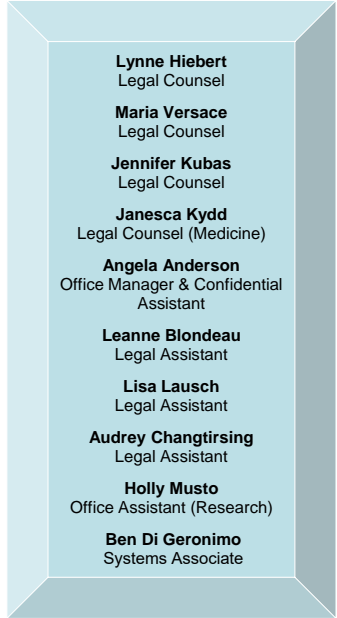 Lynne Hiebert
Legal Counsel
Maria Versace
Legal Counsel
Jennifer Kubas
Legal Counsel
Janesca Kydd
Legal Counsel (Medicine)
Angela Anderson
Office Manager & Confidential
Assistant
Leanne Blondeau
Legal Assistant
Lisa Lausch
Legal Assistant
Audrey Changtirsing
Legal Assistant
Holly Musto
Office Assistant (Research)
Ben Di Geronimo
Systems Associate